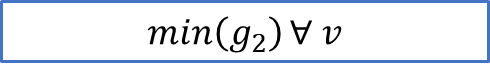 min(g₂) ∀ v